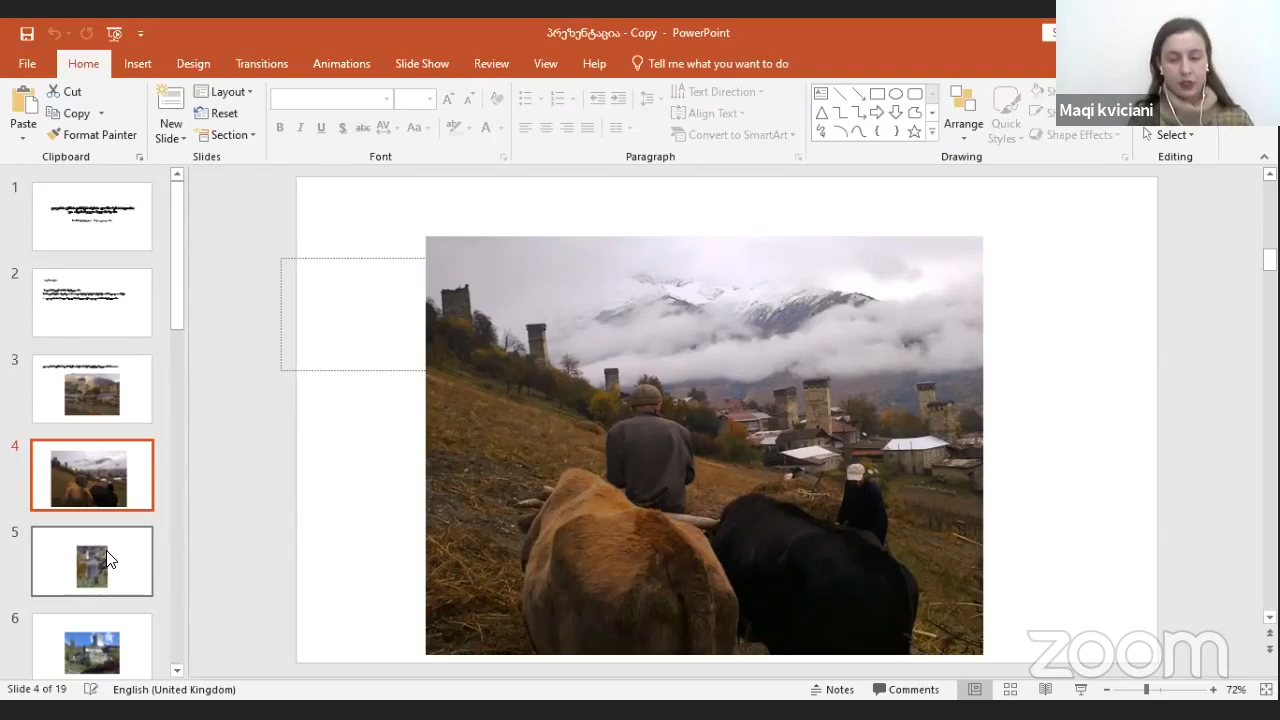 პრეზენტაცია - Copy - PowerPoint
File Home Insert Design Transitions Animations Slide Show Review View Help Tell me what you want to do
Maqi kviciani
Paste
Cut
Copy
Format Painter
Clipboard
New Slide
Layout
Reset
Section
Slides
B I U S abc AV Aa A
Font
Text Direction
Align Text
Convert to SmartArt
Paragraph
Arrange
Quick Styles
Shape Effects
Drawing
Select
Editing
1
2
3
4
5
6
zoom
Slide 4 of 19 English (United Kingdom) Notes Comments 72%